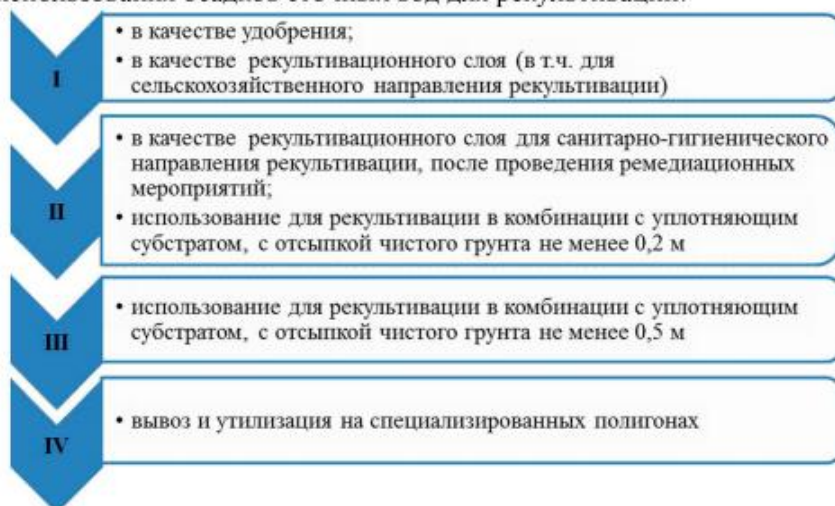 I
• в качестве удобрения;
• в качестве рекультивационного слоя (в т.ч. для
сельскохозяйственного направления рекультивации)
II
• в качестве рекультивационного слоя для санитарно-гигиенического
направления рекультивации, после проведения ремедиационных
мероприятий;
• использование для рекультивации в комбинации с уплотняющим
субстратом, с отсыпкой чистого грунта не менее 0,2 м
III
• использование для рекультивации в комбинации с уплотняющим
субстратом, с отсыпкой чистого грунта не менее 0,5 м
IV
• вывоз и утилизация на специализированных полигонах